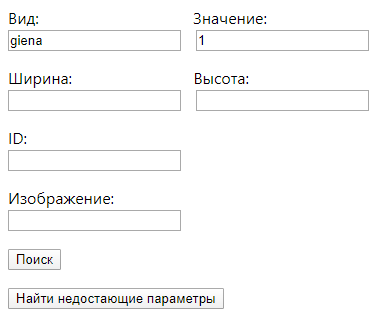 Вид: Значение:
giena 1
Ширина: Высота:
ID:
Изображение:
Поиск
Найти недостающие параметры